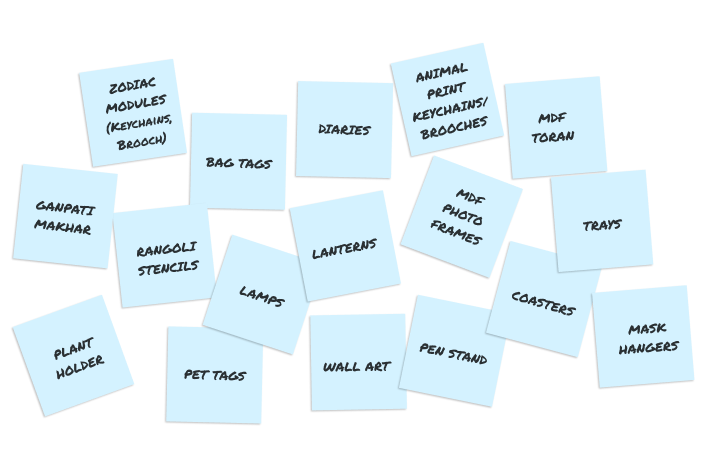 ZODIAC
MODULES
(KEYCHAINS,
BROOCH)
BAG TAGS
DIARIES
ANIMAL
PRINT
KEYCHAINS/
BROOCHES
MDF
TORAN
GANPATI
MAKHAR
RANGOLI
STENCILS
LAMPS
LANTERNS
MDF
PHOTO
FRAMES
TRAYS
PLANT
HOLDER
PET TAGS
WALL ART
PEN STAND
COASTERS
MASK
HANGERS